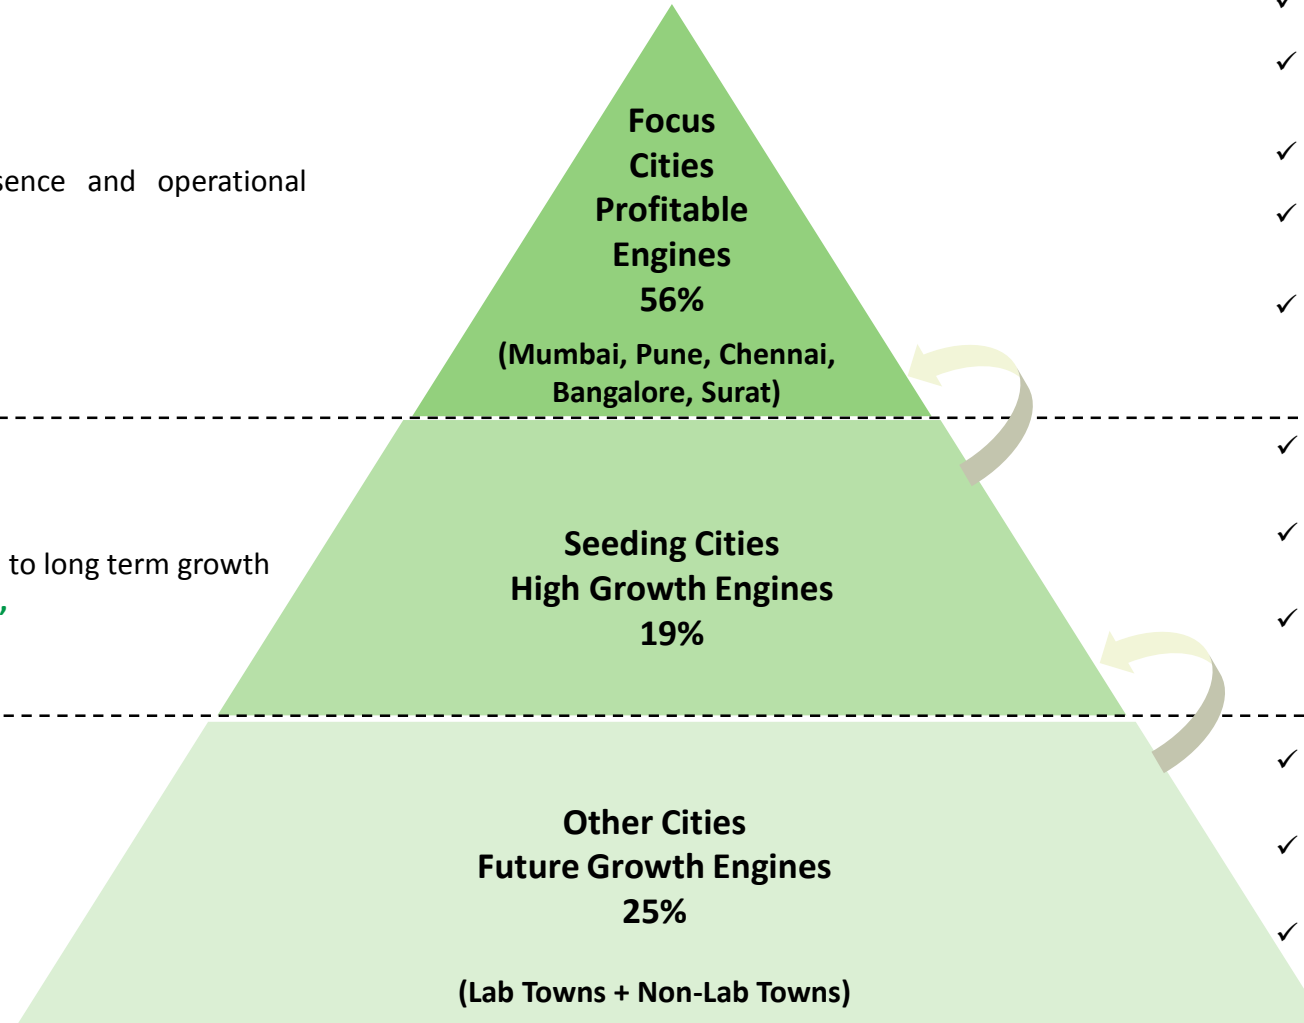 Focus
Cities
Profitable
Engines
56%
(Mumbai, Pune, Chennai,
Bangalore, Surat)
and operational
Seeding Cities
High Growth Engines
19%
to long term growth
,
Other Cities
Future Growth Engines
25%
(Lab Towns + Non-Lab Towns)